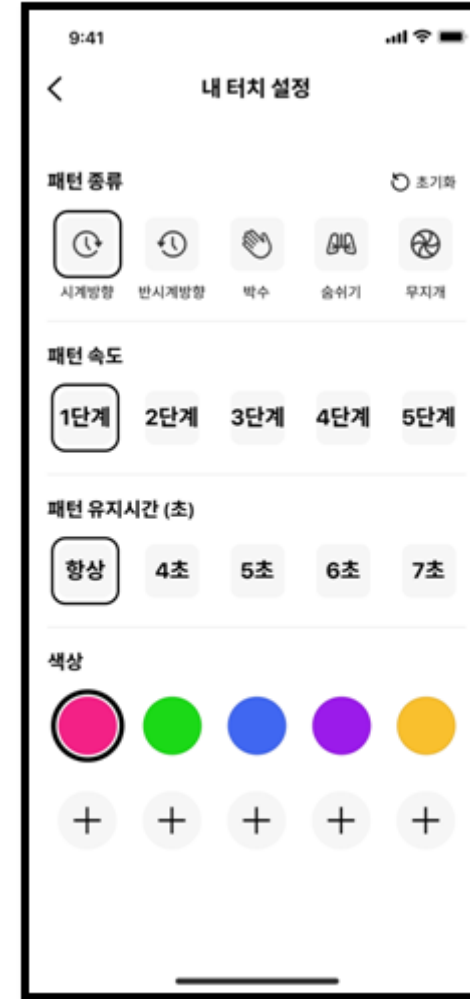 9:41
내 터치 설정
패턴 종류
초기화
시계방향 반시계방향 박수 숨쉬기 무지개
패턴 속도
1단계 2단계 3단계 4단계 5단계
패턴 유지시간 (초)
항상 4초 5초 6초 7초
색상